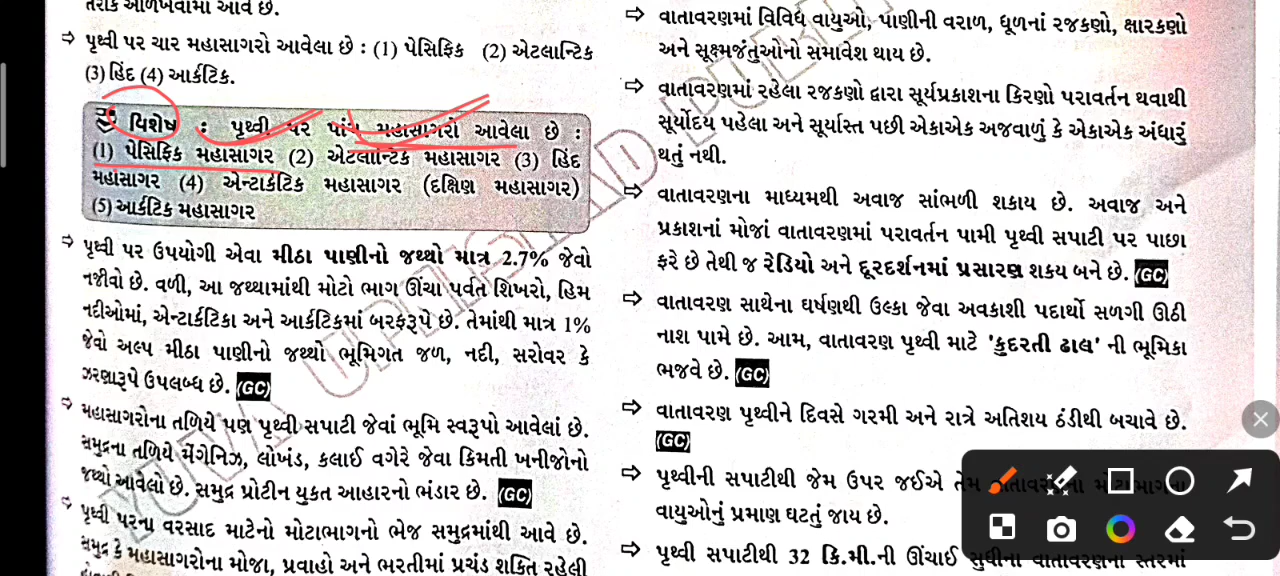 તરીકે ઓળખવામાં આવે છે.
⇨ પૃથ્વી પર ચાર મહાસાગરો આવેલા છે : (1) પેસિફિક (2) એટલાન્ટિક
(3) હિંદ (4) આર્કટિક.
વિશેષ : પૃથ્વી પર પાંચ મહાસાગરો આવેલા છે :
(1) પેસિફિક મહાસાગર (2) એટલાન્ટિક મહાસાગર (3) હિંદ
મહાસાગર (4) એન્ટાર્કટિક મહાસાગર (દક્ષિણ મહાસાગર)
(5) આર્કટિક મહાસાગર
⇨ પૃથ્વી પર ઉપયોગી એવા મીઠા પાણીનો જથ્થો માત્ર 2.7% જેવો
નજીવો છે. વળી, આ જથ્થામાંથી મોટો ભાગ ઊંચા પર્વત શિખરો, હિમ
નદીઓમાં, એન્ટાર્કટિકા અને આર્કટિકમાં બરફરૂપે છે. તેમાંથી માત્ર 1%
જેવો અલ્પ મીઠા પાણીનો જથ્થો ભૂમિગત જળ, નદી, સરોવર કે
ઝરણારૂપે ઉપલબ્ધ છે. (GC)
⇨ મહાસાગરોના તળિયે પણ પૃથ્વી સપાટી જેવાં ભૂમિ સ્વરૂપો આવેલાં છે.
સમુદ્રના તળિયે મેંગેનિઝ, લોખંડ, કલાઈ વગેરે જેવા કિમતી ખનીજોનો
જથ્થો આવેલો છે. સમુદ્ર પ્રોટીન યુકત આહારનો ભંડાર છે. (GC)
⇨ પૃથ્વી પરના વરસાદ માટેનો મોટાભાગનો ભેજ સમુદ્રમાંથી આવે છે.
સમુદ્ર કે મહાસાગરોના મોજા, પ્રવાહો અને ભરતીમાં પ્રચંડ શક્તિ રહેલી
⇨ વાતાવરણમાં વિવિધ વાયુઓ, પાણીની વરાળ, ધૂળનાં રજકણો, ક્ષારકણો
અને સૂક્ષ્મજંતુઓનો સમાવેશ થાય છે.
⇨ વાતાવરણમાં રહેલા રજકણો દ્વારા સૂર્યપ્રકાશના કિરણો પરાવર્તન થવાથી
સૂર્યોદય પહેલા અને સૂર્યાસ્ત પછી એકાએક અજવાળું કે એકાએક અંધારું
થતું નથી.
⇨ વાતાવરણના માધ્યમથી અવાજ સાંભળી શકાય છે. અવાજ અને
પ્રકાશનાં મોજાં વાતાવરણમાં પરાવર્તન પામી પૃથ્વી સપાટી પર પાછા
ફરે છે તેથી જ રેડિયો અને દૂરદર્શનમાં પ્રસારણ શકય બને છે. (GC)
⇨ વાતાવરણ સાથેના ઘર્ષણથી ઉલ્કા જેવા અવકાશી પદાર્થો સળગી ઊઠી
નાશ પામે છે. આમ, વાતાવરણ પૃથ્વી માટે 'કુદરતી ઢાલ' ની ભૂમિકા
ભજવે છે. (GC)
⇨ વાતાવરણ પૃથ્વીને દિવસે ગરમી અને રાત્રે અતિશય ઠંડીથી બચાવે છે.
(GC)
⇨ પૃથ્વીની સપાટીથી જેમ ઉપર જઈએ તેમ
વાયુઓનું પ્રમાણ ઘટતું જાય છે.
⇨ પૃથ્વી સપાટીથી 32 કિ.મી.ની ઊંચાઈ સુધીના વાતાવરણના સ્તરમાં